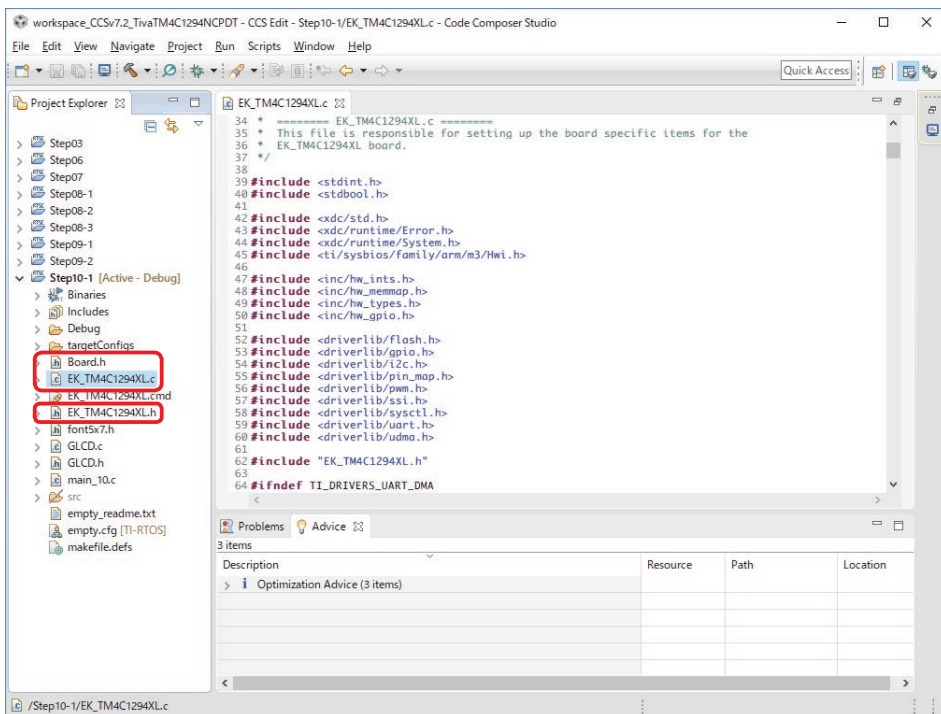 workspace_CCSv7.2_TivaTM4C1294NCPDT - CCS Edit - Step10-1/EK_TM4C1294XL.c - Code Composer Studio
File Edit View Navigate Project Run Scripts Window Help
Quick Access
Project Explorer
Step03
Step06
Step07
Step08-1
Step08-2
Step08-3
Step09-1
Step09-2
Step10-1 [Active - Debug]
Binaries
Includes
Debug
targetConfigs
Board.h
EK_TM4C1294XL.c
EK_TM4C1294XL.cmd
EK_TM4C1294XL.h
font5x7.h
GLCD.c
GLCD.h
main_10.c
src
empty_readme.txt
empty.cfg [TI-RTOS]
makefile.defs
EK_TM4C1294XL.c
34 * ======== EK_TM4C1294XL.c ========
35 * This file is responsible for setting up the board specific items for the
36 * EK_TM4C1294XL board.
37 */
38
39 #include <stdint.h>
40 #include <stdbool.h>
41
42 #include <xdc/std.h>
43 #include <xdc/runtime/Error.h>
44 #include <xdc/runtime/System.h>
45 #include <ti/sysbios/family/arm/m3/Hwi.h>
46
47 #include <inc/hw_ints.h>
48 #include <inc/hw_memmap.h>
49 #include <inc/hw_types.h>
50 #include <inc/hw_gpio.h>
51
52 #include <driverlib/flash.h>
53 #include <driverlib/gpio.h>
54 #include <driverlib/i2c.h>
55 #include <driverlib/pin_map.h>
56 #include <driverlib/pwm.h>
57 #include <driverlib/ssi.h>
58 #include <driverlib/sysctl.h>
59 #include <driverlib/uart.h>
60 #include <driverlib/udma.h>
61
62 #include "EK_TM4C1294XL.h"
63
64 #ifndef TI_DRIVERS_UART_DMA
Problems Advice
3 items
Description Resource Path Location
i Optimization Advice (3 items)
/Step10-1/EK_TM4C1294XL.c